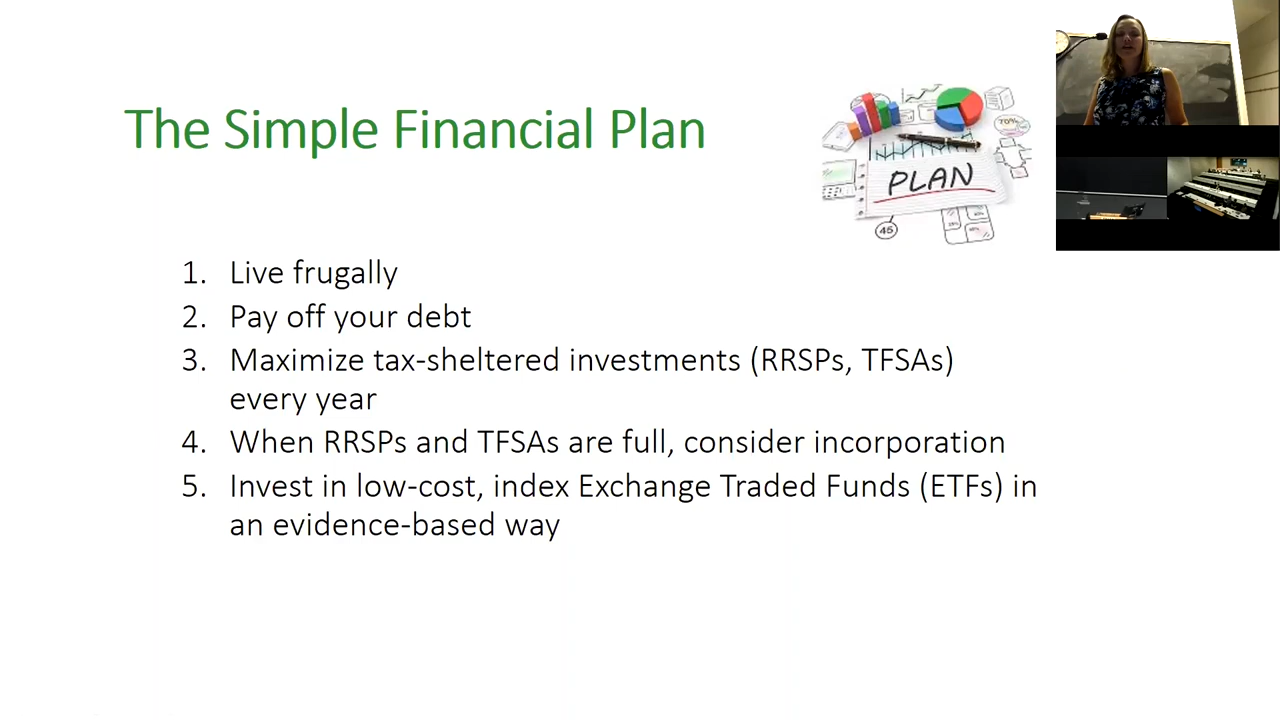 The Simple Financial Plan
70%
PLAN
45
1. Live frugally
2. Pay off your debt
3. Maximize tax-sheltered investments (RRSPs, TFSAs)
every year
4. When RRSPs and TFSAs are full, consider incorporation
5. Invest in low-cost, index Exchange Traded Funds (ETFs) in
an evidence-based way